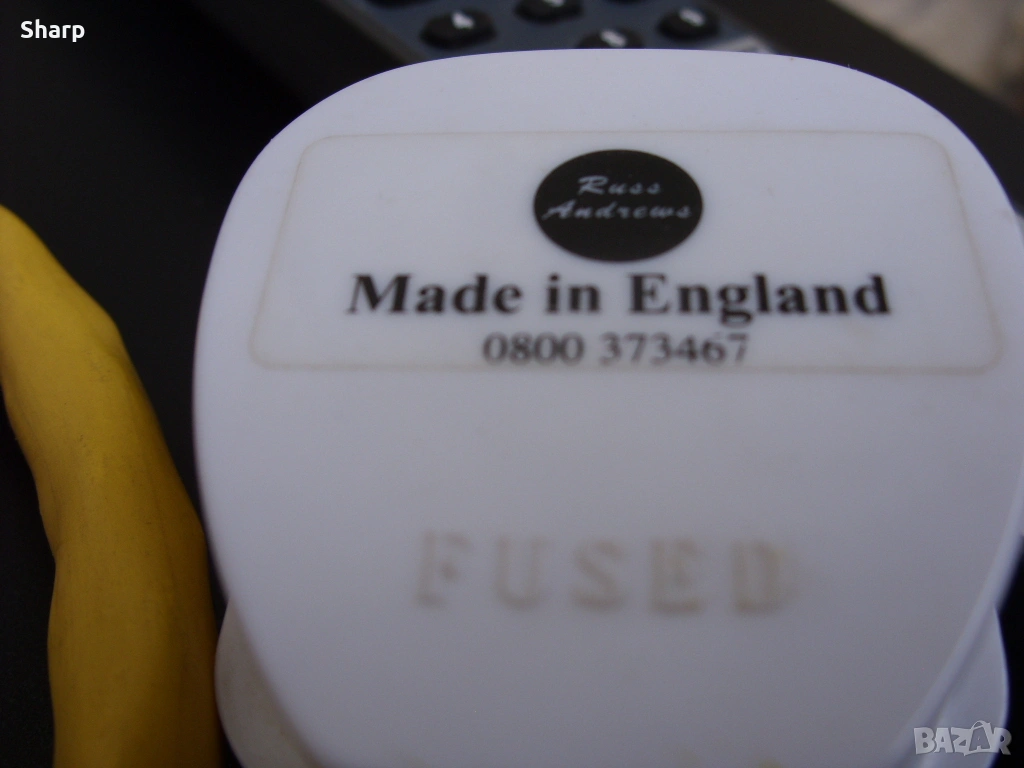 Sharp
Russ
Andrews
Made in England
0800 373467
FUSED
BAZAR